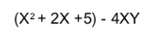 (X² + 2X +5) - 4XY